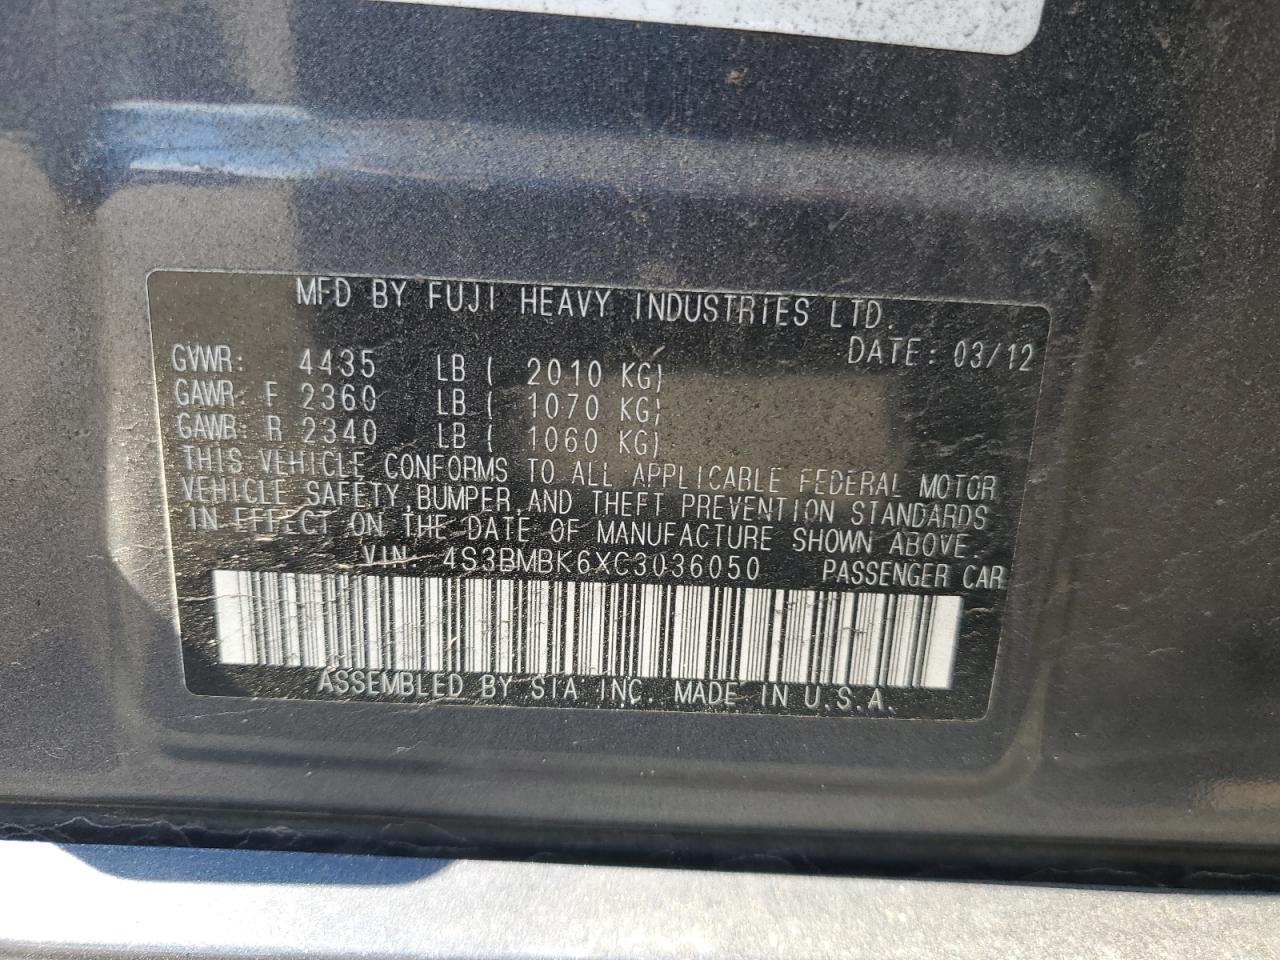 MFD BY FUJI HEAVY INDUSTRIES LTD.
DATE: 03/12
GVWR: 4435 LB ( 2010 KG)
GAWR: F 2360 LB ( 1070 KG)
GAWR: R 2340 LB ( 1060 KG)
THIS VEHICLE CONFORMS TO ALL APPLICABLE FEDERAL MOTOR
VEHICLE SAFETY,BUMPER,AND THEFT PREVENTION STANDARDS
IN EFFECT ON THE DATE OF MANUFACTURE SHOWN ABOVE.
VIN: 4S3BMBK6XC3036050 PASSENGER CAR
ASSEMBLED BY SIA INC. MADE IN U.S.A.